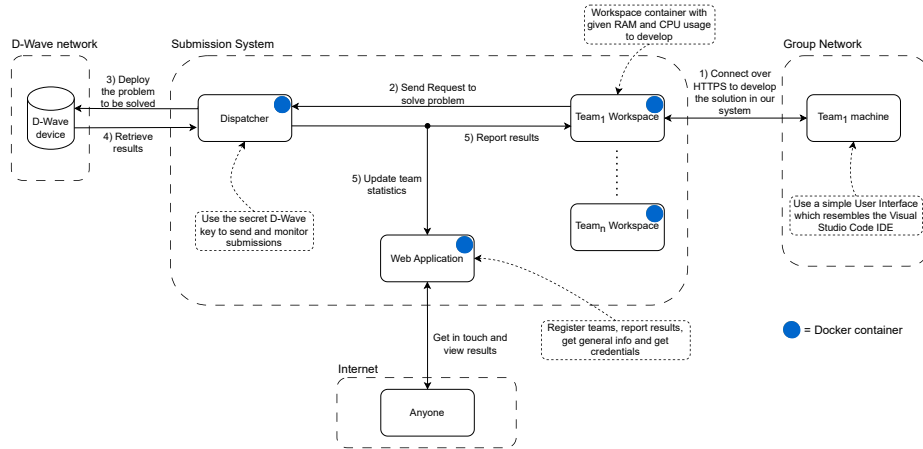 Workspace container with
given RAM and CPU usage
to develop
D-Wave network
Submission System
Group Network
3) Deploy
the problem
to be solved
2) Send Request to
solve problem
1) Connect over
HTTPS to develop
the solution in our
system
D-Wave
device
Dispatcher
Team1 Workspace
Team1 machine
4) Retrieve
results
5) Report results
5) Update team
statistics
Use the secret D-Wave
key to send and monitor
submissions
Teamn Workspace
Use a simple User Interface
which resembles the Visual
Studio Code IDE
Web Application
Register teams, report results,
get general info and get
credentials
= Docker container
Get in touch and
view results
Internet
Anyone